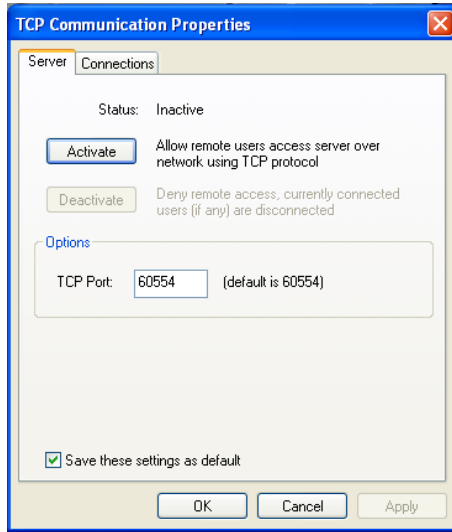 TCP Communication Properties
Server Connections
Status: Inactive
Activate Allow remote users access server over
network using TCP protocol
Deactivate Deny remote access, currently connected
users (if any) are disconnected
Options
TCP Port: 60554 (default is 60554)
Save these settings as default
OK Cancel Apply